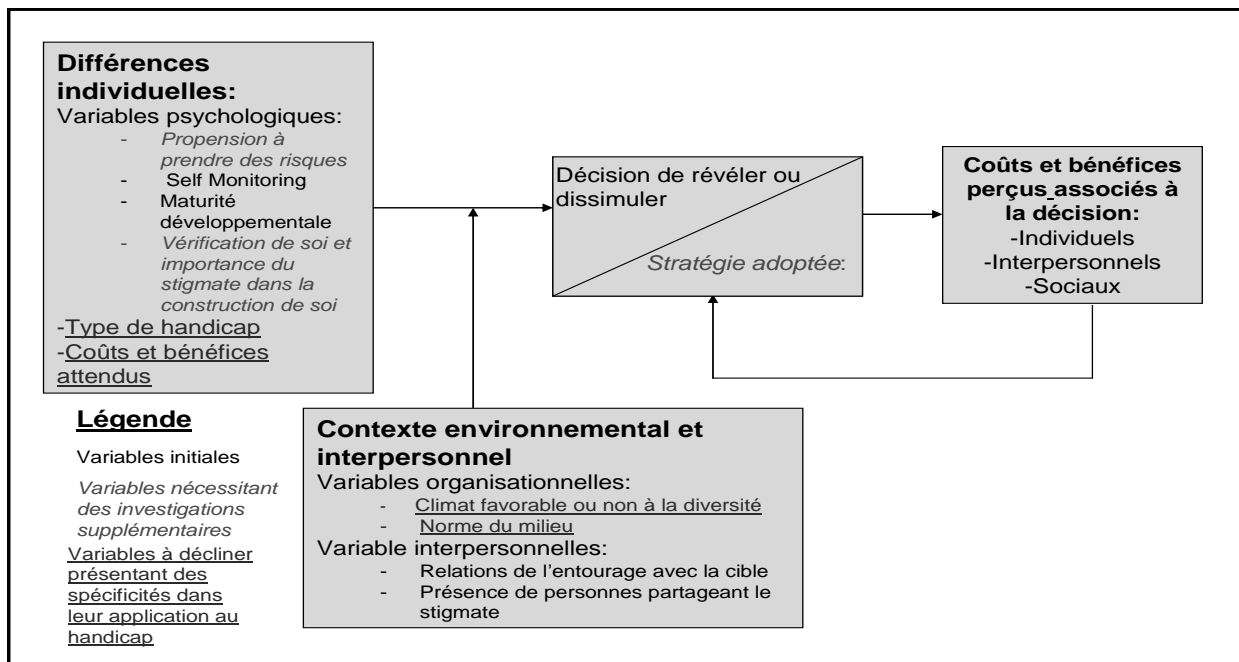 Différences
individuelles:
Variables psychologiques:
- Propension à
prendre des risques
- Self Monitoring
- Maturité
développementale
- Vérification de soi et
importance du
stigmate dans la
construction de soi
-Type de handicap
-Coûts et bénéfices
attendus
Décision de révéler ou
dissimuler
Stratégie adoptée:
Coûts et bénéfices
perçus associés à
la décision:
-Individuels
-Interpersonnels
-Sociaux
Légende
Variables initiales
Variables nécessitant
des investigations
supplémentaires
Variables à décliner
présentant des
spécificités dans
leur application au
handicap
Contexte environnemental et
interpersonnel
Variables organisationnelles:
- Climat favorable ou non à la diversité
- Norme du milieu
Variable interpersonnelles:
- Relations de l’entourage avec la cible
- Présence de personnes partageant le
stigmate